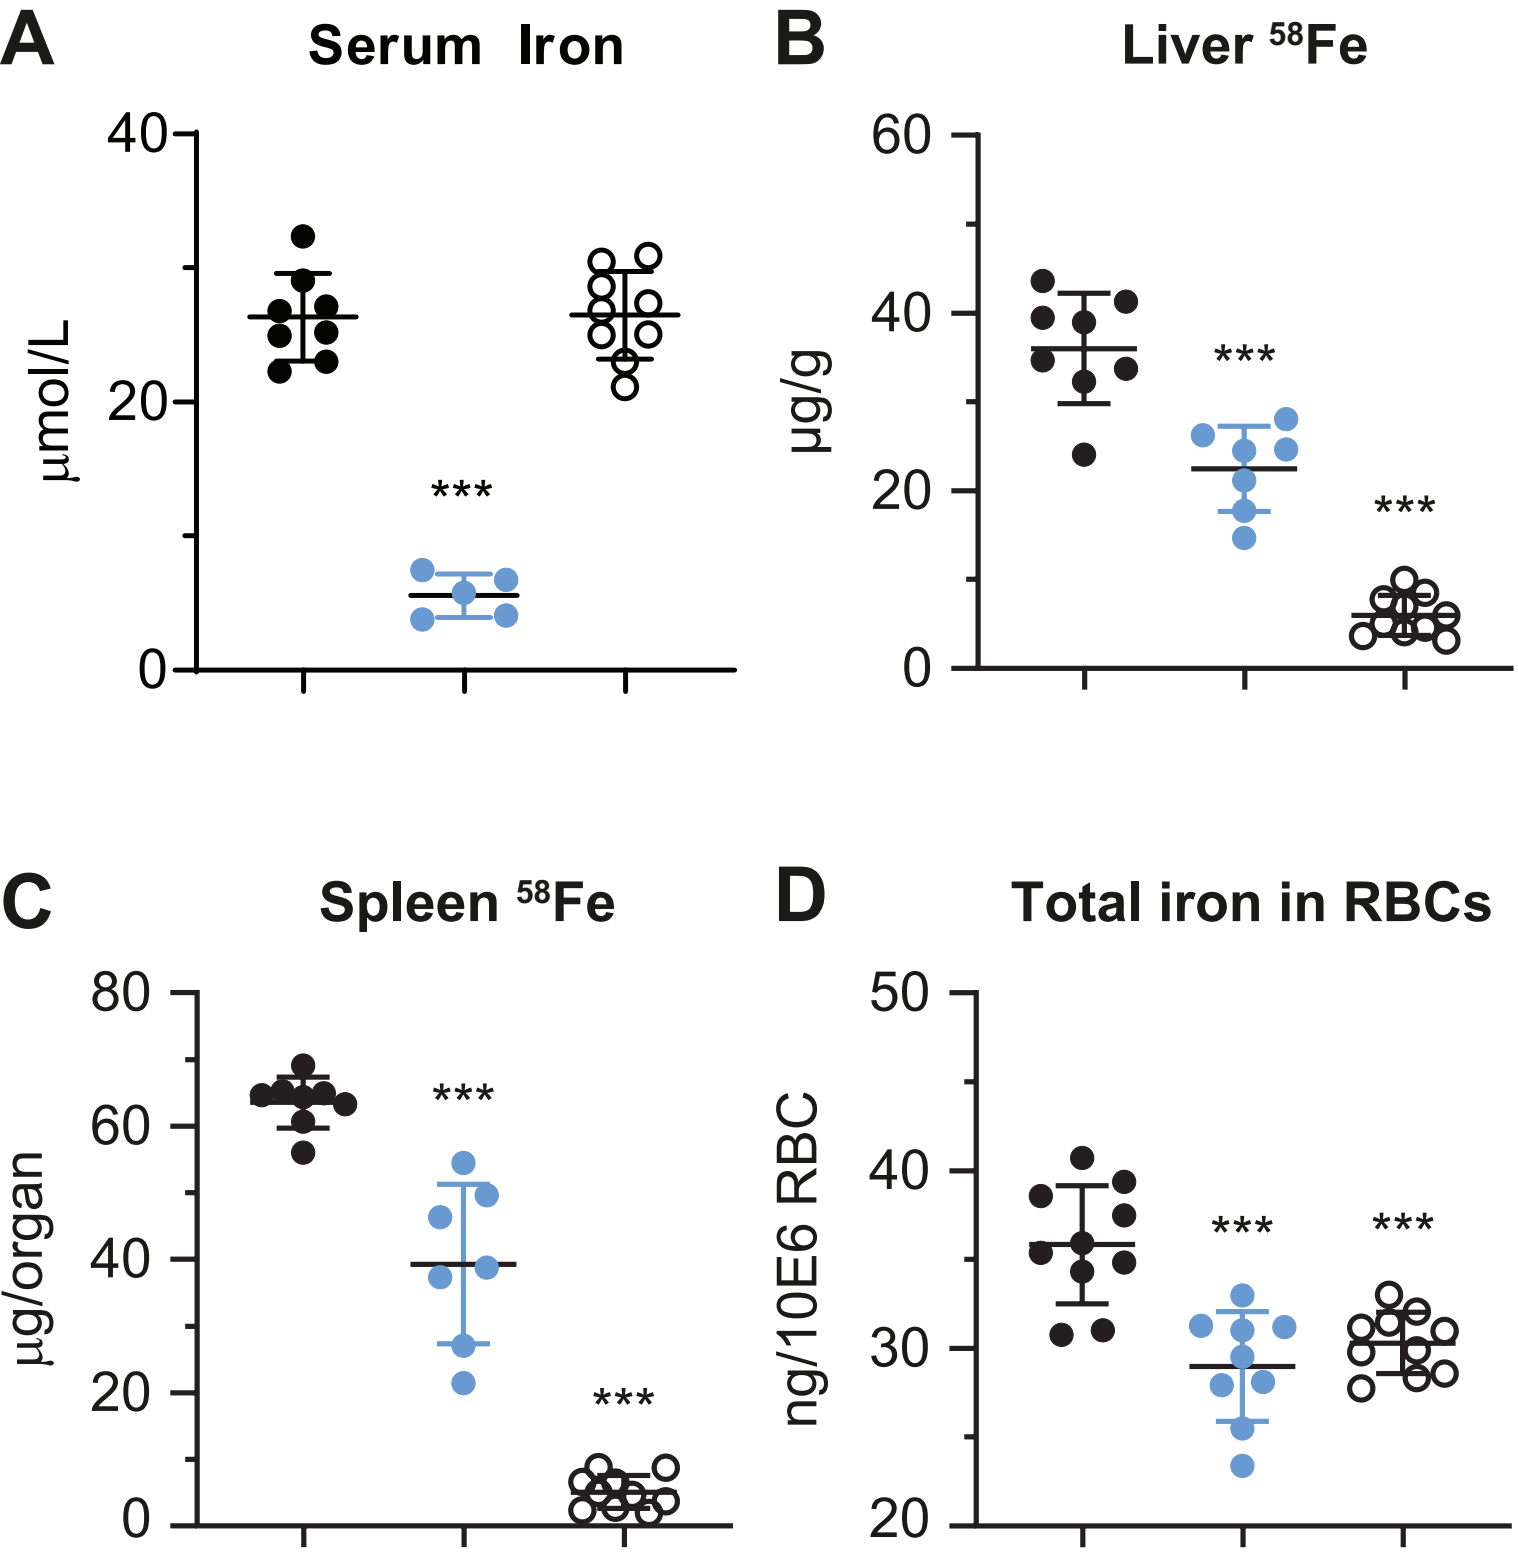 A Serum Iron
40
20
0
μmol/L
***
B Liver ⁵⁸Fe
60
40
20
0
μg/g
***
***
C Spleen ⁵⁸Fe
80
60
40
20
0
μg/organ
***
***
D Total iron in RBCs
50
40
30
20
ng/10E6 RBC
***
***